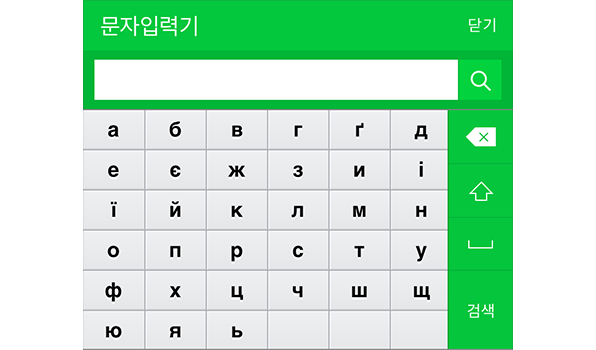 문자입력기 닫기
а б в г ґ д
е є ж з и і
ї й к л м н
о п р с т у
ф х ц ч ш щ 검색
ю я ь